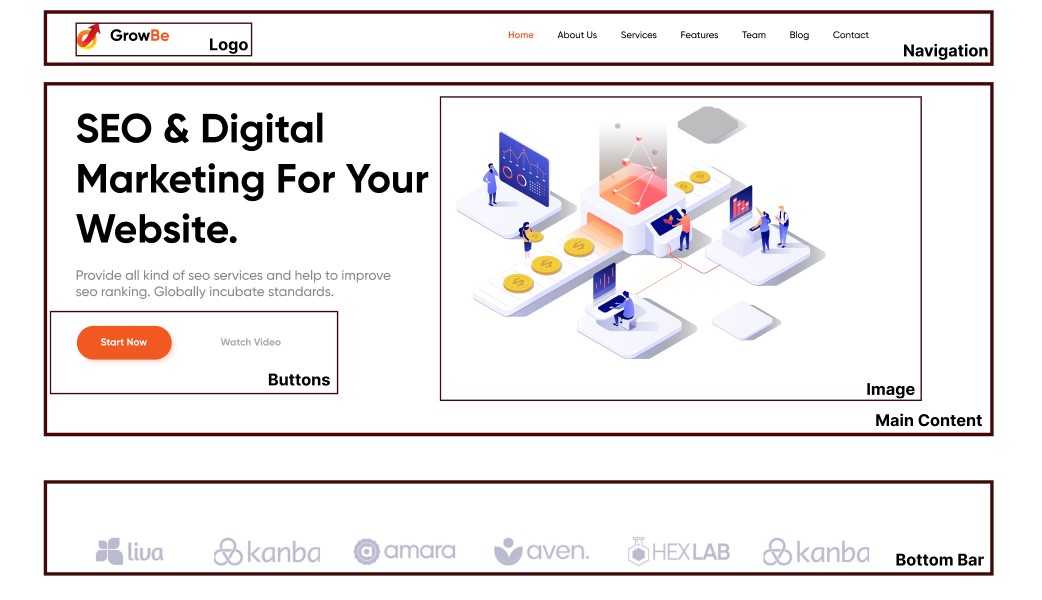 GrowBe
Logo
Home About Us Services Features Team Blog Contact
Navigation
SEO & Digital
Marketing For Your
Website.
Provide all kind of seo services and help to improve
seo ranking. Globally incubate standards.
Start Now Watch Video
Buttons
Image
Main Content
liva kanba amara aven. HEXLAB kanba
Bottom Bar